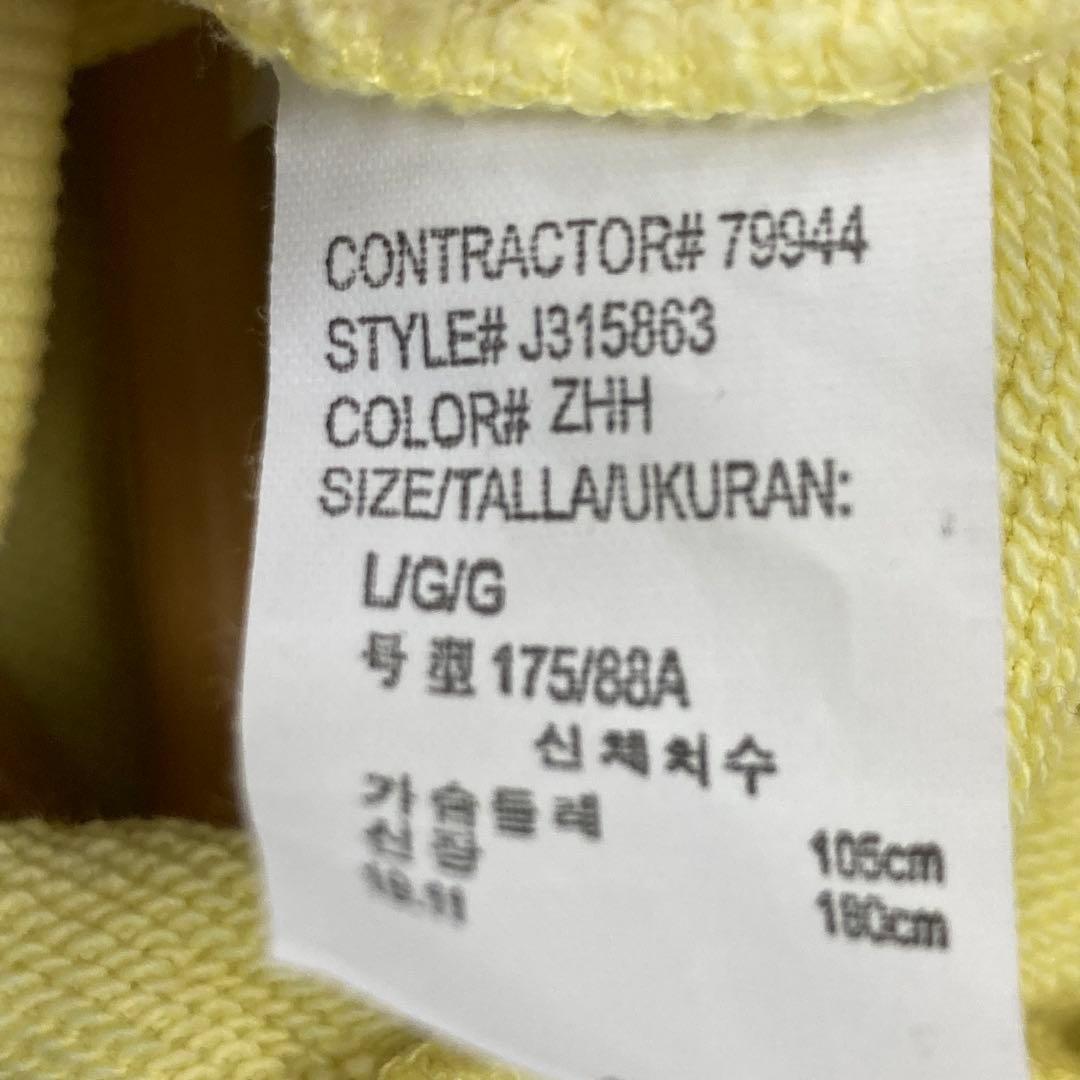 CONTRACTOR# 79944
STYLE# J315863
COLOR# ZHH
SIZE/TALLA/UKURAN:
L/G/G
号型 175/88A
신체치수
가슴둘레 105cm
신장 180cm